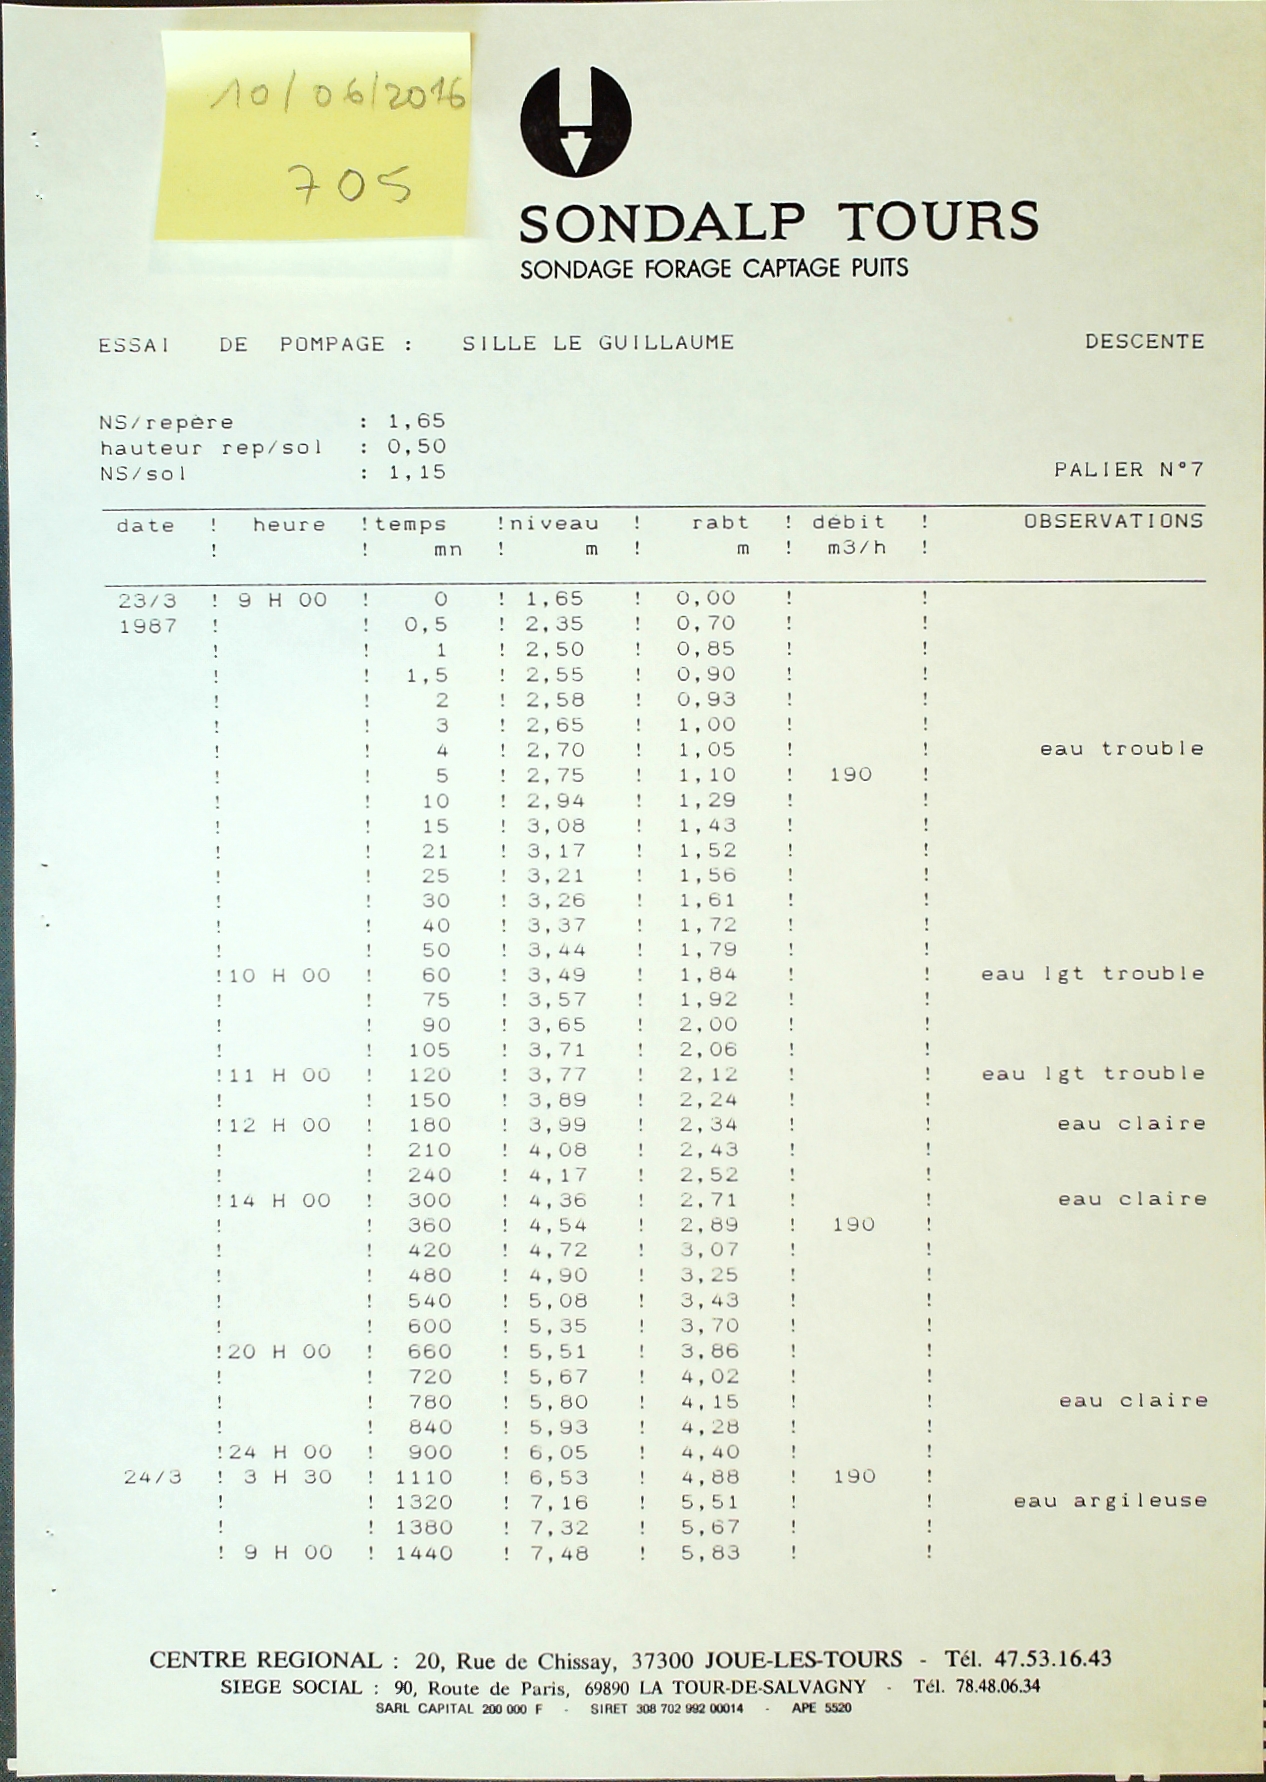 10/06/2016
705
SONDALP TOURS
SONDAGE FORAGE CAPTAGE PUITS
ESSAI DE POMPAGE : SILLE LE GUILLAUME DESCENTE
NS/repère : 1,65
hauteur rep/sol : 0,50
NS/sol : 1,15 PALIER N°7
date ! heure !temps !niveau ! rabt ! débit ! OBSERVATIONS
! ! mn ! m ! m ! m3/h !
23/3 ! 9 H 00 ! 0 ! 1,65 ! 0,00 ! !
1987 ! ! 0,5 ! 2,35 ! 0,70 ! !
! ! 1 ! 2,50 ! 0,85 ! !
! ! 1,5 ! 2,55 ! 0,90 ! !
! ! 2 ! 2,58 ! 0,93 ! !
! ! 3 ! 2,65 ! 1,00 ! !
! ! 4 ! 2,70 ! 1,05 ! ! eau trouble
! ! 5 ! 2,75 ! 1,10 ! 190 !
! ! 10 ! 2,94 ! 1,29 ! !
! ! 15 ! 3,08 ! 1,43 ! !
! ! 21 ! 3,17 ! 1,52 ! !
! ! 25 ! 3,21 ! 1,56 ! !
! ! 30 ! 3,26 ! 1,61 ! !
! ! 40 ! 3,37 ! 1,72 ! !
! ! 50 ! 3,44 ! 1,79 ! !
!10 H 00 ! 60 ! 3,49 ! 1,84 ! ! eau lgt trouble
! ! 75 ! 3,57 ! 1,92 ! !
! ! 90 ! 3,65 ! 2,00 ! !
! ! 105 ! 3,71 ! 2,06 ! !
!11 H 00 ! 120 ! 3,77 ! 2,12 ! ! eau lgt trouble
! ! 150 ! 3,89 ! 2,24 ! !
!12 H 00 ! 180 ! 3,99 ! 2,34 ! ! eau claire
! ! 210 ! 4,08 ! 2,43 ! !
! ! 240 ! 4,17 ! 2,52 ! !
!14 H 00 ! 300 ! 4,36 ! 2,71 ! ! eau claire
! ! 360 ! 4,54 ! 2,89 ! 190 !
! ! 420 ! 4,72 ! 3,07 ! !
! ! 480 ! 4,90 ! 3,25 ! !
! ! 540 ! 5,08 ! 3,43 ! !
! ! 600 ! 5,35 ! 3,70 ! !
!20 H 00 ! 660 ! 5,51 ! 3,86 ! !
! ! 720 ! 5,67 ! 4,02 ! !
! ! 780 ! 5,80 ! 4,15 ! ! eau claire
! ! 840 ! 5,93 ! 4,28 ! !
!24 H 00 ! 900 ! 6,05 ! 4,40 ! !
24/3 ! 3 H 30 ! 1110 ! 6,53 ! 4,88 ! 190 !
! ! 1320 ! 7,16 ! 5,51 ! ! eau argileuse
! ! 1380 ! 7,32 ! 5,67 ! !
! 9 H 00 ! 1440 ! 7,48 ! 5,83 ! !
CENTRE REGIONAL : 20, Rue de Chissay, 37300 JOUE-LES-TOURS - Tél. 47.53.16.43
SIEGE SOCIAL : 90, Route de Paris, 69890 LA TOUR-DE-SALVAGNY - Tél. 78.48.06.34
SARL CAPITAL 200 000 F - SIRET 308 702 992 00014 - APE 5520